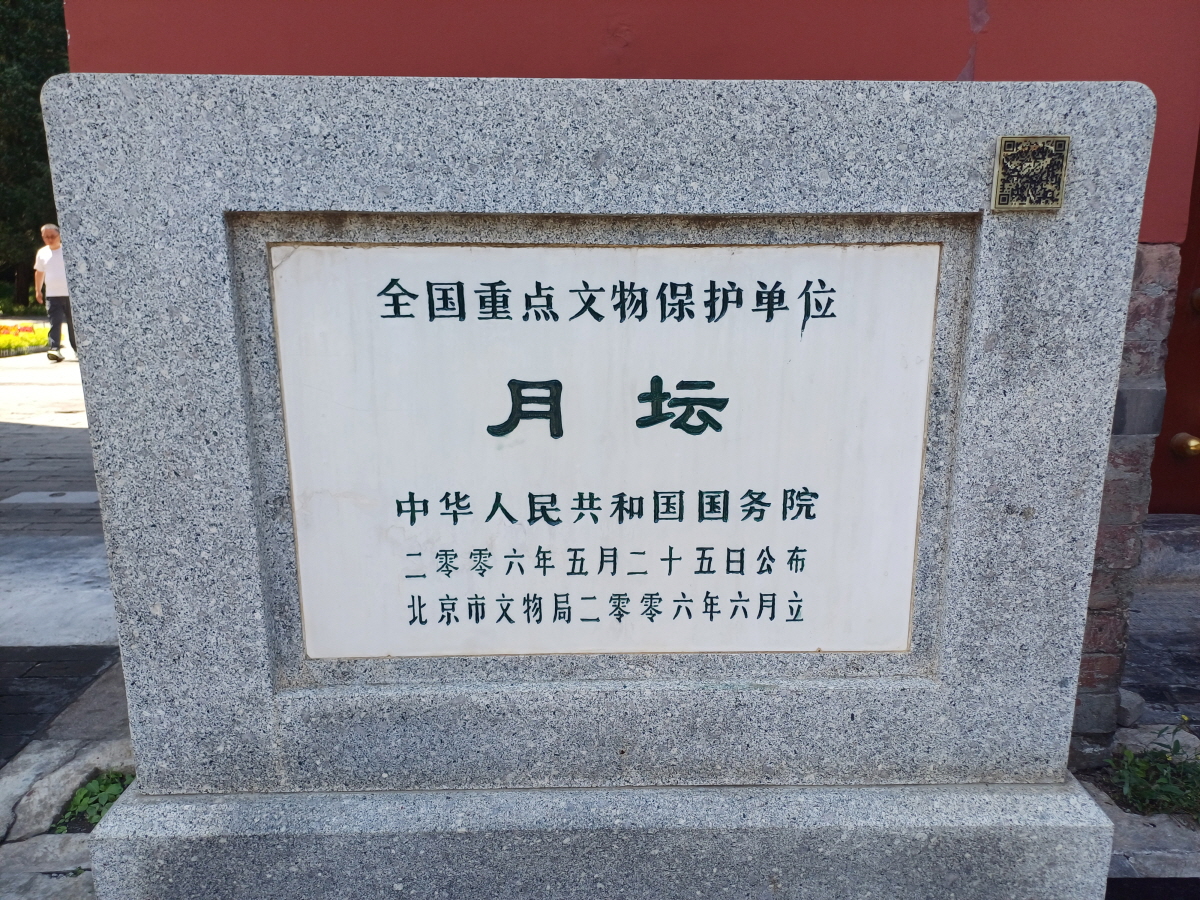 全国重点文物保护单位
月坛
中华人民共和国国务院
二零零六年五月二十五日公布
北京市文物局二零零六年六月立